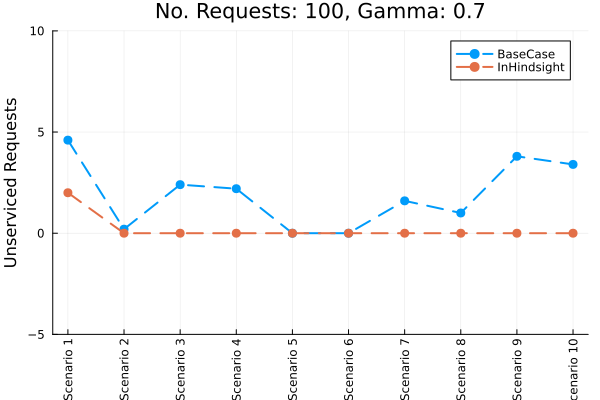 No. Requests: 100, Gamma: 0.7
10
5
0
−5
Unserviced Requests
BaseCase
InHindsight
Scenario 1
Scenario 2
Scenario 3
Scenario 4
Scenario 5
Scenario 6
Scenario 7
Scenario 8
Scenario 9
cenario 10